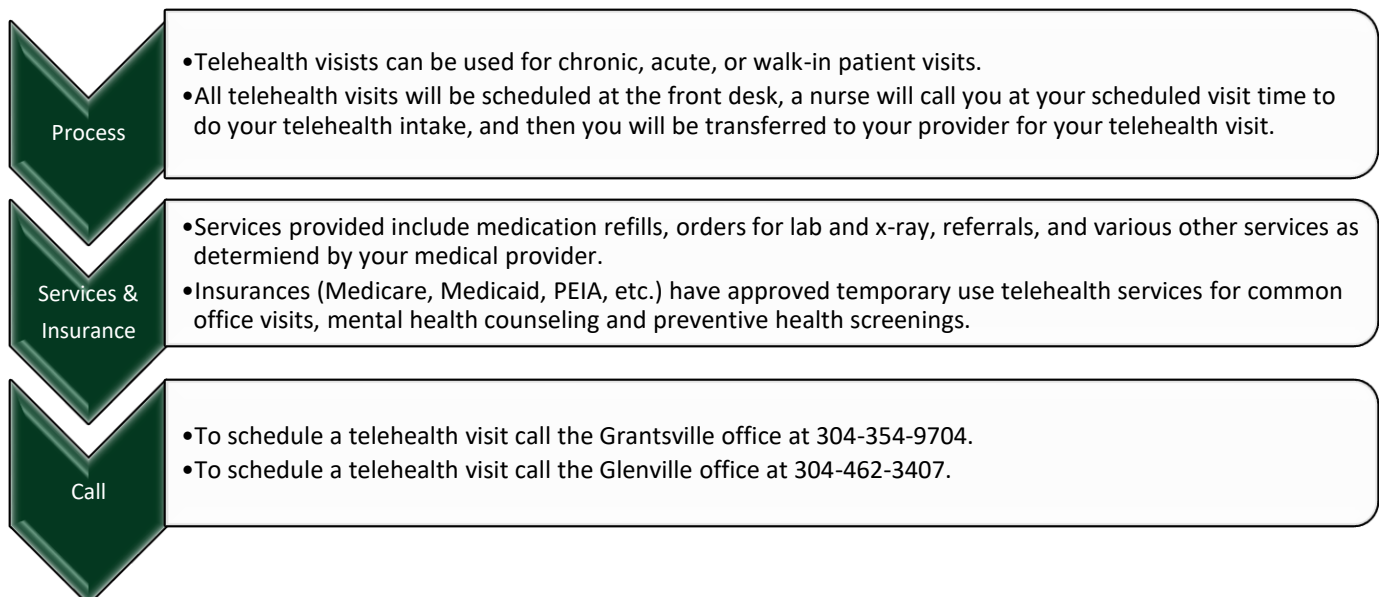 Process
•Telehealth visists can be used for chronic, acute, or walk-in patient visits.
•All telehealth visits will be scheduled at the front desk, a nurse will call you at your scheduled visit time to
do your telehealth intake, and then you will be transferred to your provider for your telehealth visit.
Services &
Insurance
•Services provided include medication refills, orders for lab and x-ray, referrals, and various other services as
determiend by your medical provider.
•Insurances (Medicare, Medicaid, PEIA, etc.) have approved temporary use telehealth services for common
office visits, mental health counseling and preventive health screenings.
Call
•To schedule a telehealth visit call the Grantsville office at 304-354-9704.
•To schedule a telehealth visit call the Glenville office at 304-462-3407.